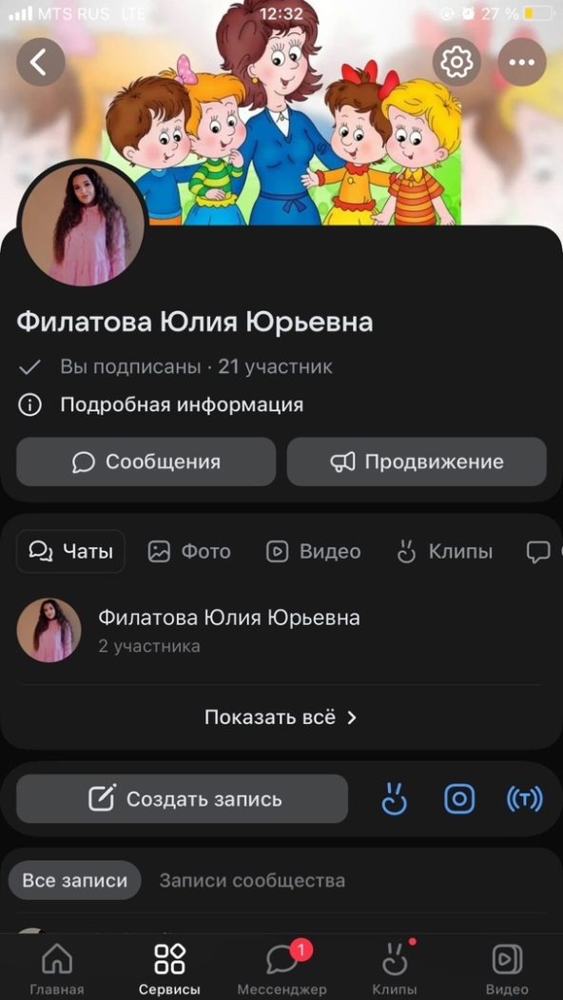 MTS RUS LTE 12:32 27 %
Филатова Юлия Юрьевна
Вы подписаны · 21 участник
Подробная информация
Сообщения Продвижение
Чаты Фото Видео Клипы
Филатова Юлия Юрьевна
2 участника
Показать всё
Создать запись
Все записи Записи сообщества
1
Главная Сервисы Мессенджер Клипы Видео